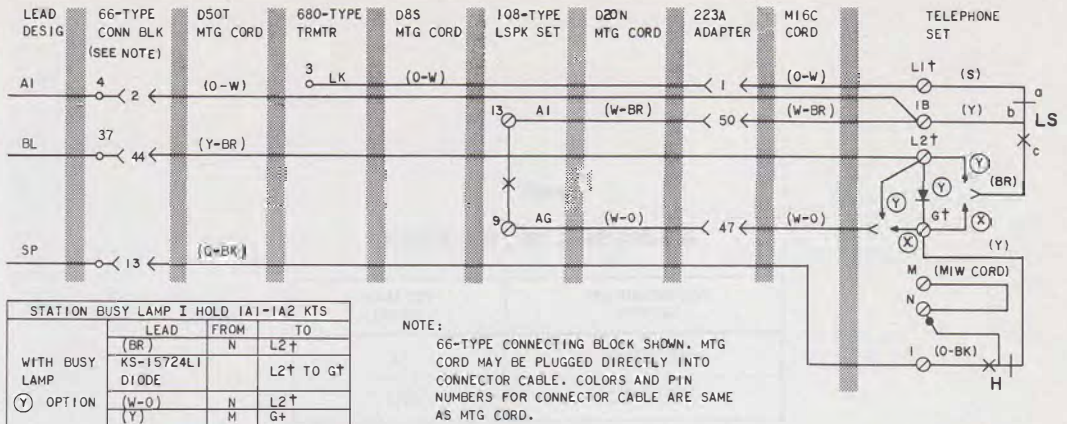 LEAD DESIG
66-TYPE CONN BLK (SEE NOTE)
D50T MTG CORD
680-TYPE TRMTR
D8S MTG CORD
108-TYPE LSPK SET
D20N MTG CORD
223A ADAPTER
M16C CORD
TELEPHONE SET
3 LK (O-W) 1 (O-W) L1† (S)
A1 4 2 (O-W)
a
b LS
c
13 A1 (W-BR) 50 (W-BR) 1B (Y)
BL 37 44 (Y-BR) L2†
Y Y Y (BR)
9 AG (W-O) 47 (W-O) G†
X X (Y)
SP 13 (O-BK)
M (M1W CORD)
N
1 (O-BK)
H
STATION BUSY LAMP I HOLD 1A1-1A2 KTS
LEAD FROM TO
(BR) N L2†
WITH BUSY LAMP
KS-15724L1 DIODE L2† TO G†
Y OPTION (W-O) N L2†
(Y) M G+
NOTE:
66-TYPE CONNECTING BLOCK SHOWN. MTG
CORD MAY BE PLUGGED DIRECTLY INTO
CONNECTOR CABLE. COLORS AND PIN
NUMBERS FOR CONNECTOR CABLE ARE SAME
AS MTG CORD.